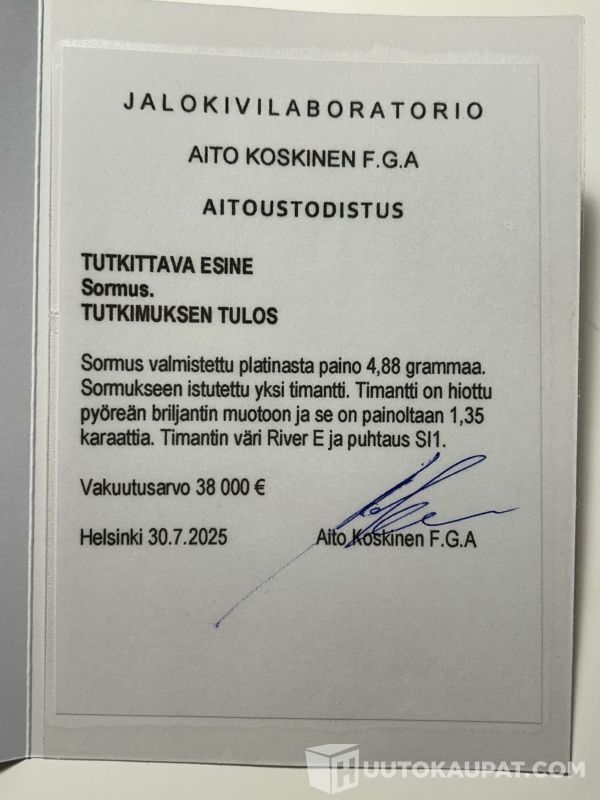 JALOKIVILABORATORIO
AITO KOSKINEN F.G.A
AITOUSTODISTUS
TUTKITTAVA ESINE
Sormus.
TUTKIMUKSEN TULOS
Sormus valmistettu platinasta paino 4,88 grammaa.
Sormukseen istutettu yksi timantti. Timantti on hiottu
pyöreän briljantin muotoon ja se on painoltaan 1,35
karaattia. Timantin väri River E ja puhtaus SI1.
Vakuutusarvo 38 000 €
Helsinki 30.7.2025 Aito Koskinen F.G.A
HUUTOKAUPAT.COM